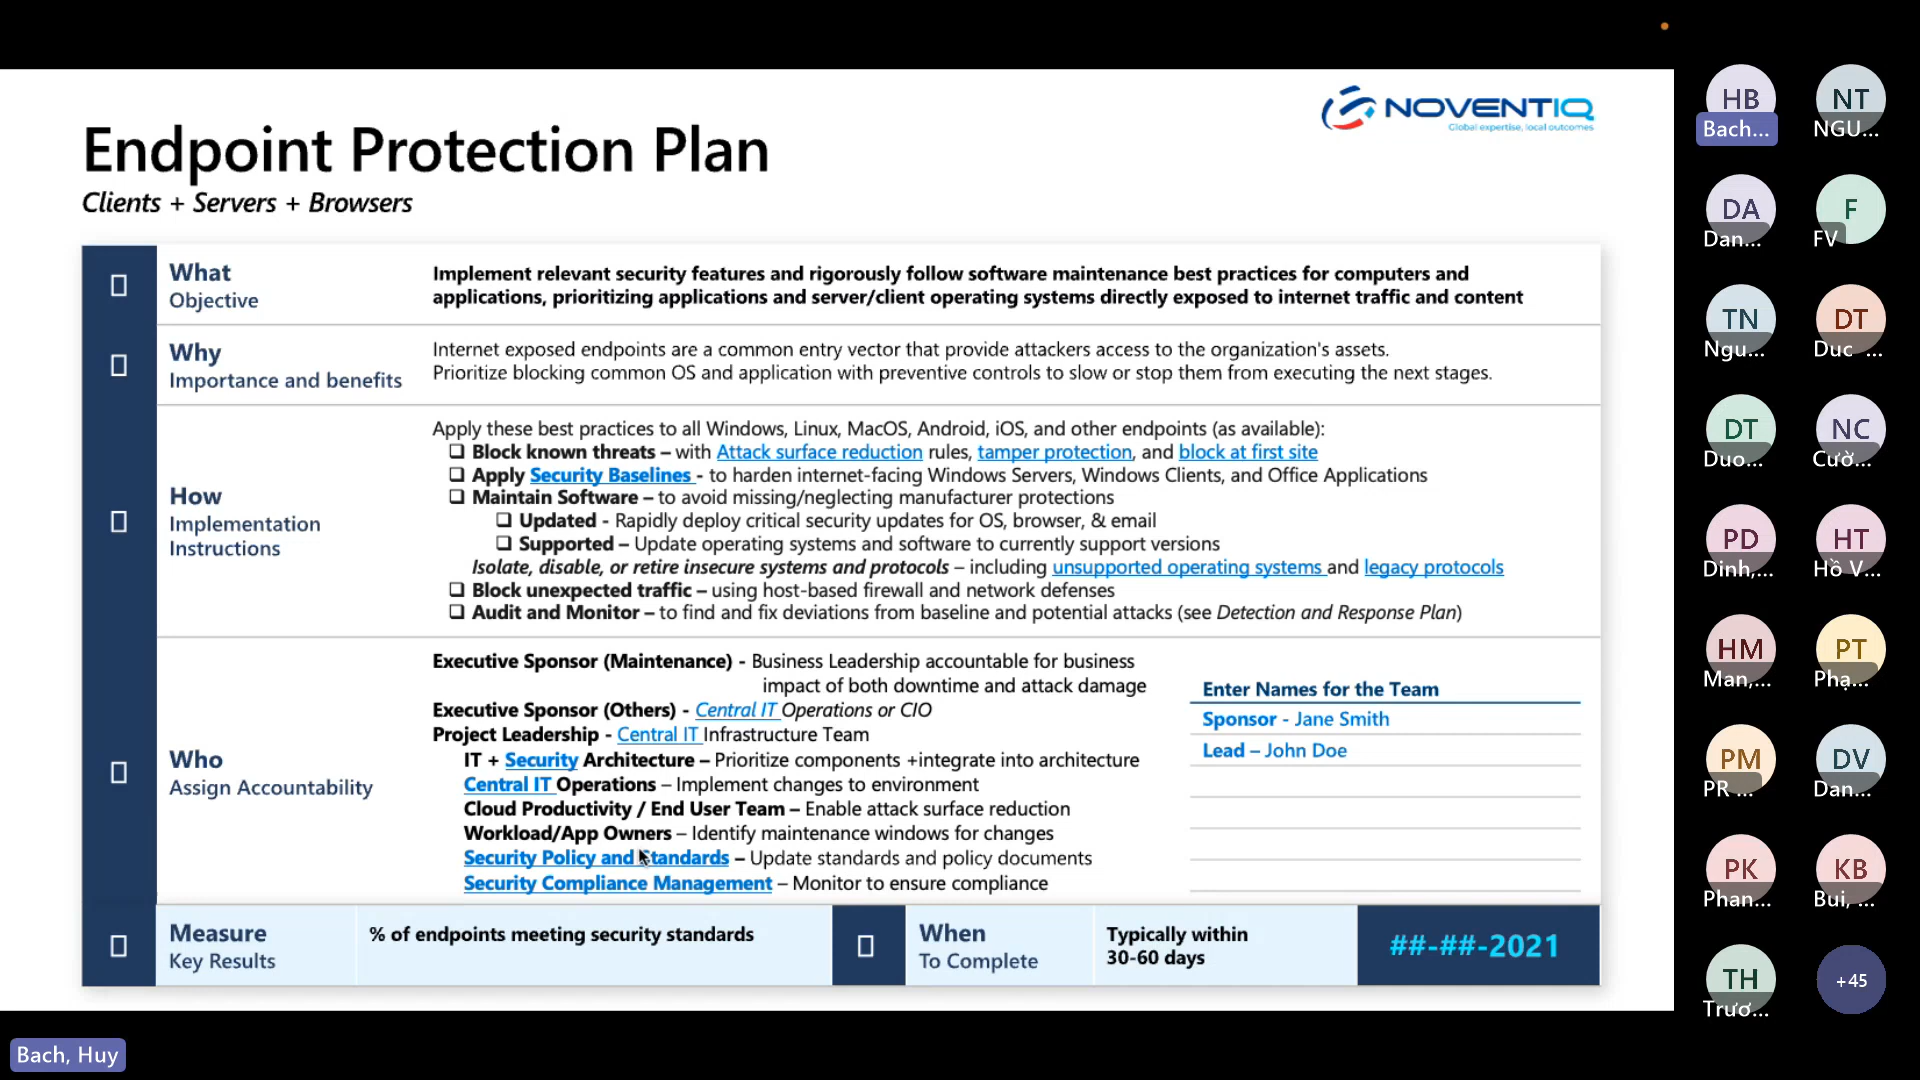 NOVENTIQ
Global expertise, local outcomes
Endpoint Protection Plan
Clients + Servers + Browsers
What
Objective
Implement relevant security features and rigorously follow software maintenance best practices for computers and
applications, prioritizing applications and server/client operating systems directly exposed to internet traffic and content
Why
Importance and benefits
Internet exposed endpoints are a common entry vector that provide attackers access to the organization's assets.
Prioritize blocking common OS and application with preventive controls to slow or stop them from executing the next stages.
How
Implementation
Instructions
Apply these best practices to all Windows, Linux, MacOS, Android, iOS, and other endpoints (as available):
❑ Block known threats – with Attack surface reduction rules, tamper protection, and block at first site
❑ Apply Security Baselines - to harden internet-facing Windows Servers, Windows Clients, and Office Applications
❑ Maintain Software – to avoid missing/neglecting manufacturer protections
❑ Updated - Rapidly deploy critical security updates for OS, browser, & email
❑ Supported – Update operating systems and software to currently support versions
Isolate, disable, or retire insecure systems and protocols – including unsupported operating systems and legacy protocols
❑ Block unexpected traffic – using host-based firewall and network defenses
❑ Audit and Monitor – to find and fix deviations from baseline and potential attacks (see Detection and Response Plan)
Who
Assign Accountability
Executive Sponsor (Maintenance) - Business Leadership accountable for business
impact of both downtime and attack damage
Executive Sponsor (Others) - Central IT Operations or CIO
Project Leadership - Central IT Infrastructure Team
IT + Security Architecture – Prioritize components +integrate into architecture
Central IT Operations – Implement changes to environment
Cloud Productivity / End User Team – Enable attack surface reduction
Workload/App Owners – Identify maintenance windows for changes
Security Policy and Standards – Update standards and policy documents
Security Compliance Management – Monitor to ensure compliance
Enter Names for the Team
Sponsor - Jane Smith
Lead – John Doe
Measure
Key Results
% of endpoints meeting security standards
When
To Complete
Typically within
30-60 days
##-##-2021
HB
Bach...
NT
NGU...
DA
Dan...
F
FV
TN
Ngu...
DT
Duc ...
DT
Duo...
NC
Cườ...
PD
Dinh,...
HT
Hồ V...
HM
Man,...
PT
Phạ...
PM
PR ...
DV
Dan...
PK
Phan...
KB
Bui, ...
TH
Trươ...
+45
Bach, Huy